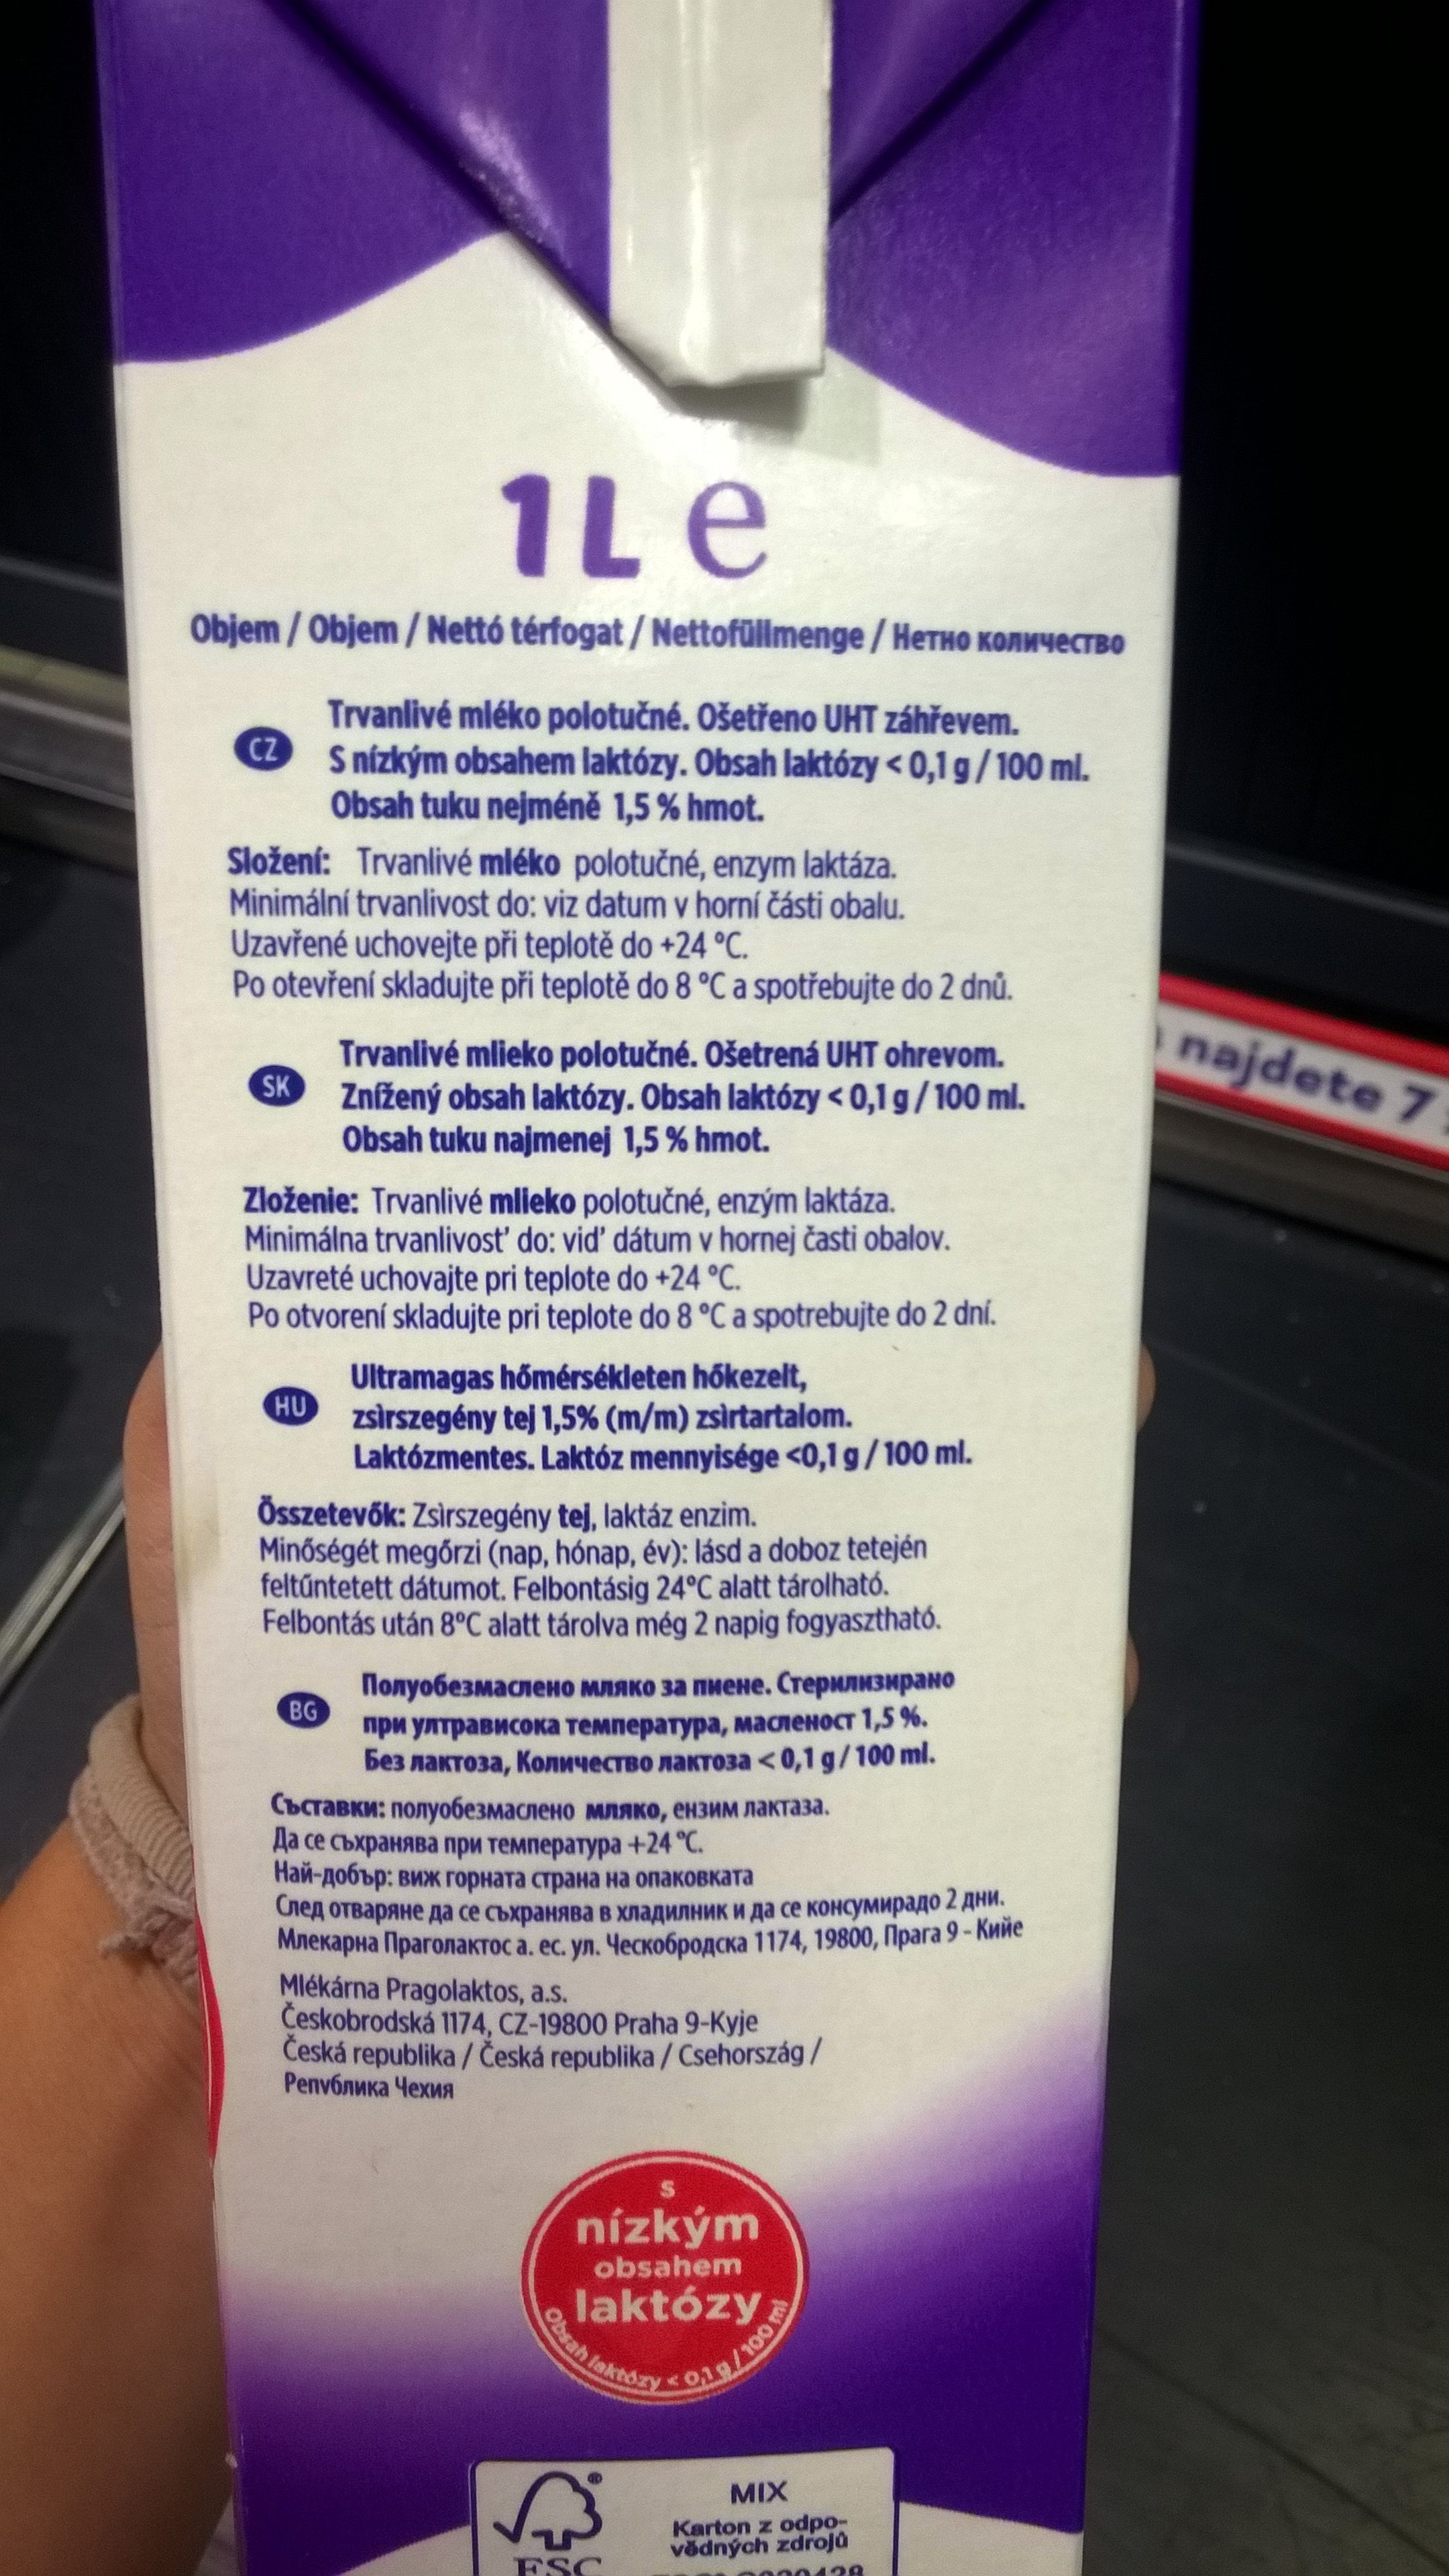 1L e
Objem / Objem / Nettó térfogat / Nettofüllmenge / Нетно количество
CZ
Trvanlivé mléko polotučné. Ošetřeno UHT záhřevem.
S nízkým obsahem laktózy. Obsah laktózy < 0,1 g / 100 ml.
Obsah tuku nejméně 1,5 % hmot.
Složení: Trvanlivé mléko polotučné, enzym laktáza.
Minimální trvanlivost do: viz datum v horní části obalu.
Uzavřené uchovejte při teplotě do +24 °C.
Po otevření skladujte při teplotě do 8 °C a spotřebujte do 2 dnů.
SK
Trvanlivé mlieko polotučné. Ošetrená UHT ohrevom.
Znížený obsah laktózy. Obsah laktózy < 0,1 g / 100 ml.
Obsah tuku najmenej 1,5 % hmot.
Zloženie: Trvanlivé mlieko polotučné, enzým laktáza.
Minimálna trvanlivosť do: viď dátum v hornej časti obalov.
Uzavreté uchovajte pri teplote do +24 °C.
Po otvorení skladujte pri teplote do 8 °C a spotrebujte do 2 dní.
HU
Ultramagas hőmérsékleten hőkezelt,
zsìrszegény tej 1,5% (m/m) zsìrtartalom.
Laktózmentes. Laktóz mennyisége <0,1 g / 100 ml.
Összetevők: Zsìrszegény tej, laktáz enzim.
Minőségét megőrzi (nap, hónap, év): lásd a doboz tetején
feltűntetett dátumot. Felbontásig 24°C alatt tárolható.
Felbontás után 8°C alatt tárolva még 2 napig fogyasztható.
BG
Полуобезмаслено мляко за пиене. Стерилизирано
при ултрависока температура, масленост 1,5 %.
Без лактоза, Количество лактоза < 0,1 g / 100 ml.
Съставки: полуобезмаслено мляко, ензим лактаза.
Да се съхранява при температура +24 °C.
Най-добър: виж горната страна на опаковката
След отваряне да се съхранява в хладилник и да се консумирадо 2 дни.
Млекарна Праголактос а. ес. ул. Ческобродска 1174, 19800, Прага 9 - Кийе
Mlékárna Pragolaktos, a.s.
Českobrodská 1174, CZ-19800 Praha 9-Kyje
Česká republika / Česká republika / Csehország /
Република Чехия
s
nízkým
obsahem
laktózy
Obsah laktózy < 0,1 g / 100 ml
MIX
Karton z odpo-
vědných zdrojů
FSC
najdete 7